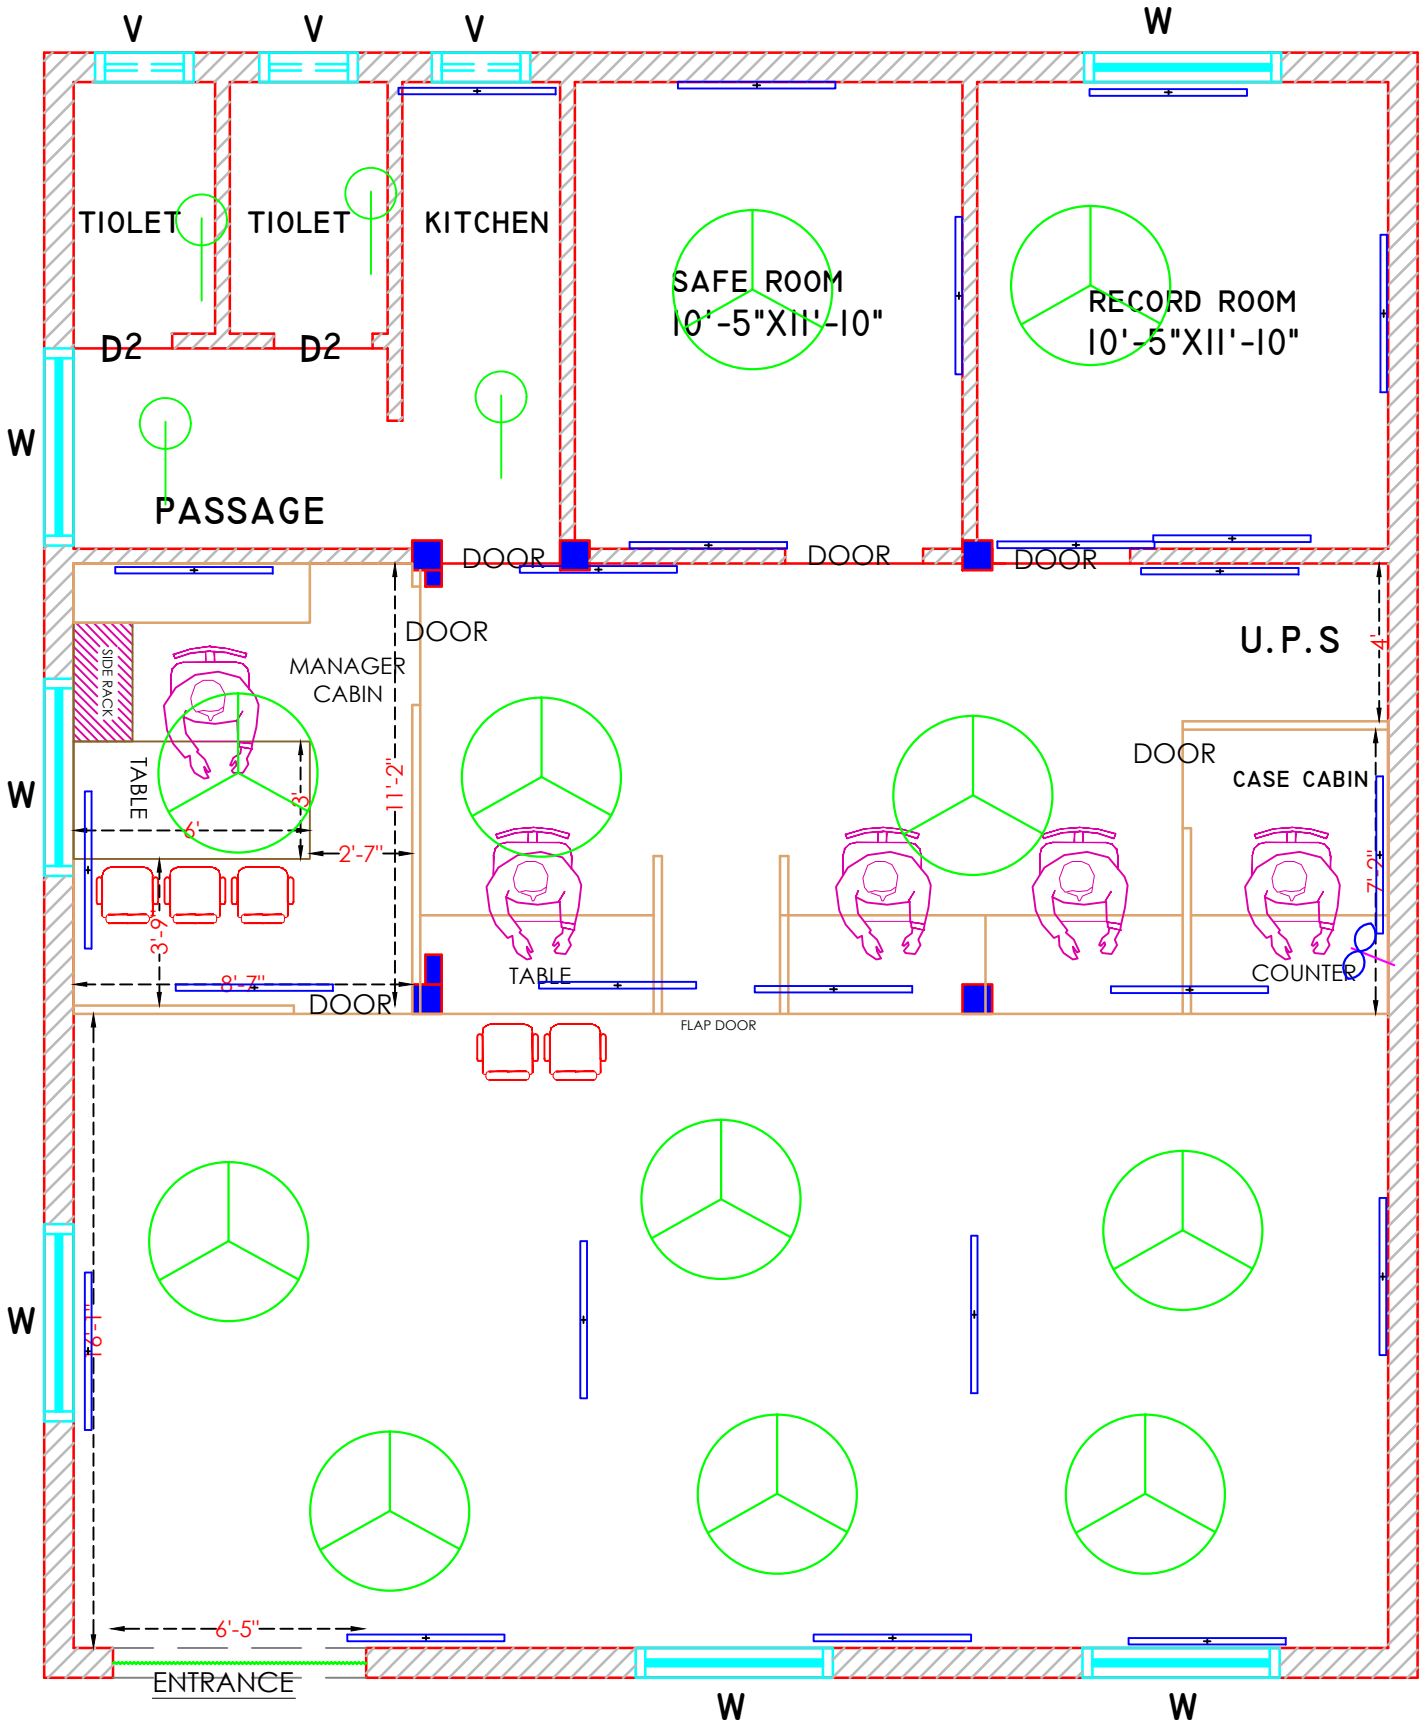 V
V
V
W
TIOLET
TIOLET
KITCHEN
SAFE ROOM
10'-5"X11'-10"
RECORD ROOM
10'-5"X11'-10"
D2
D2
W
PASSAGE
DOOR
DOOR
DOOR
DOOR
U.P.S
4'
SIDE RACK
MANAGER
CABIN
DOOR
CASE CABIN
W
TABLE
3'
11'-2"
6'
2'-7"
7'-2"
3'-9"
8'-7"
DOOR
TABLE
COUNTER
FLAP DOOR
W
16'-1"
6'-5"
ENTRANCE
W
W